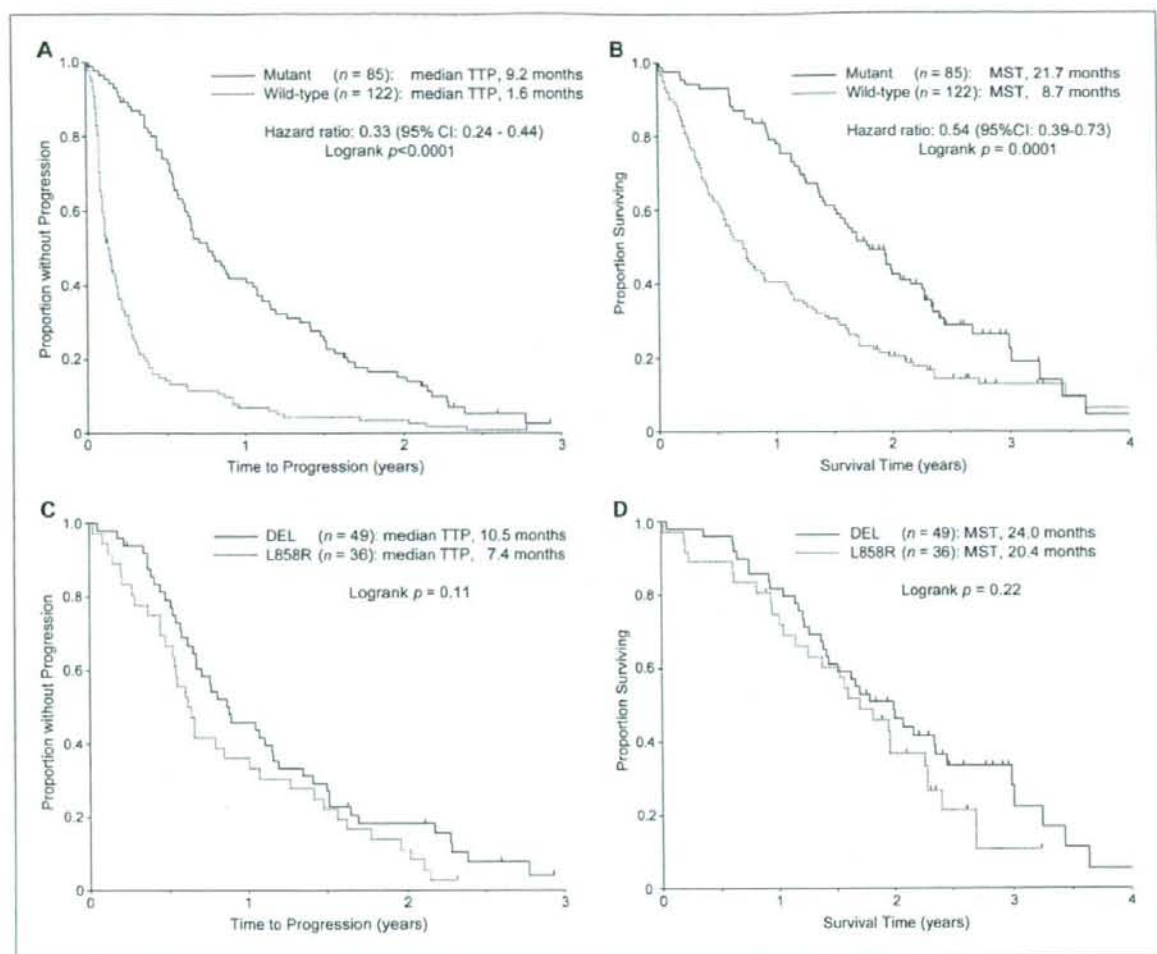 A
1.0
0.8
0.6
0.4
0.2
0
Proportion without Progression
Mutant (n = 85): median TTP, 9.2 months
Wild-type (n = 122): median TTP, 1.6 months
Hazard ratio: 0.33 (95% CI: 0.24 - 0.44)
Logrank p<0.0001
0 1 2 3
Time to Progression (years)
B
1.0
0.8
0.6
0.4
0.2
0
Proportion Surviving
Mutant (n = 85): MST, 21.7 months
Wild-type (n = 122): MST, 8.7 months
Hazard ratio: 0.54 (95%CI: 0.39-0.73)
Logrank p = 0.0001
0 1 2 3 4
Survival Time (years)
C
1.0
0.8
0.6
0.4
0.2
0
Proportion without Progression
DEL (n = 49): median TTP, 10.5 months
L858R (n = 36): median TTP, 7.4 months
Logrank p = 0.11
0 1 2 3
Time to Progression (years)
D
1.0
0.8
0.6
0.4
0.2
0
Proportion Surviving
DEL (n = 49): MST, 24.0 months
L858R (n = 36): MST, 20.4 months
Logrank p = 0.22
0 1 2 3 4
Survival Time (years)